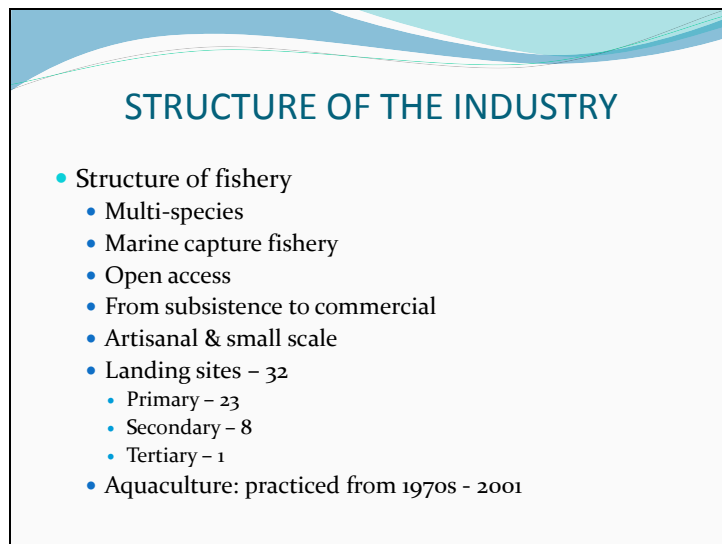 STRUCTURE OF THE INDUSTRY
Structure of fishery
Multi-species
Marine capture fishery
Open access
From subsistence to commercial
Artisanal & small scale
Landing sites – 32
Primary – 23
Secondary – 8
Tertiary – 1
Aquaculture: practiced from 1970s - 2001